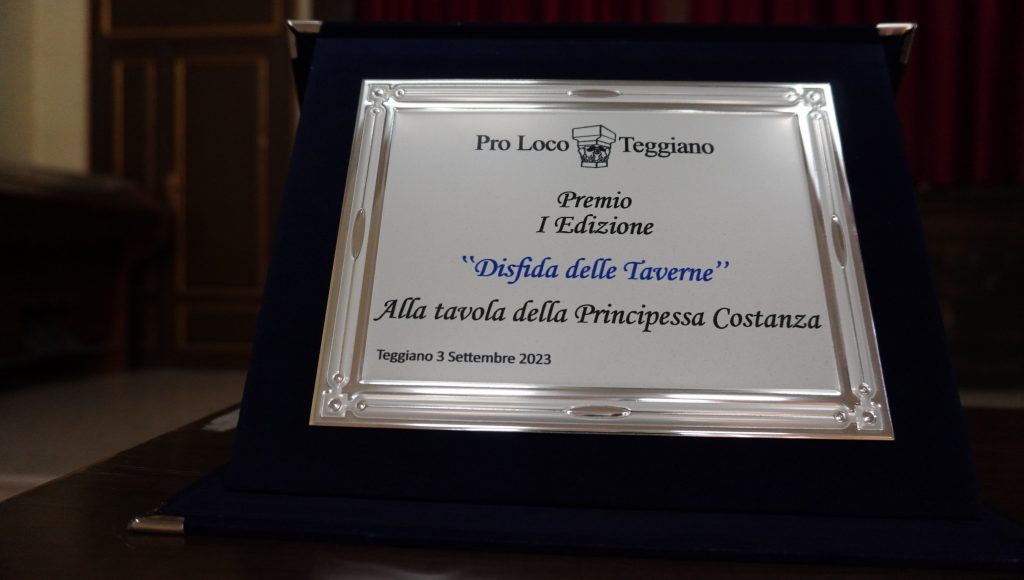 Pro Loco Teggiano
Premio
I Edizione
"Disfida delle Taverne"
Alla tavola della Principessa Costanza
Teggiano 3 Settembre 2023